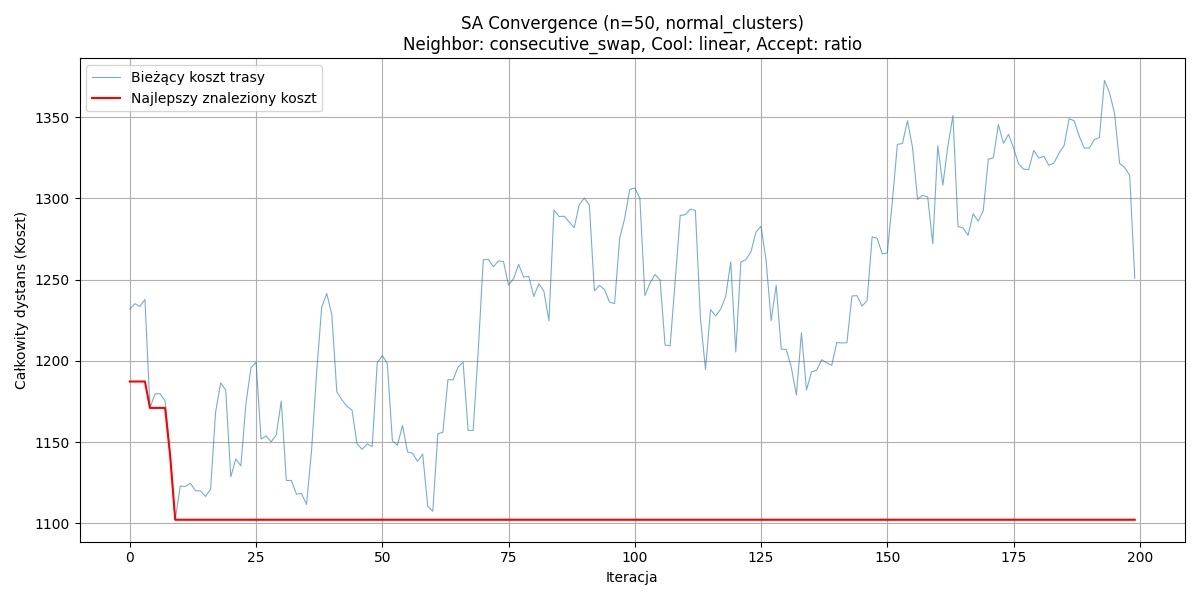 SA Convergence (n=50, normal_clusters)
Neighbor: consecutive_swap, Cool: linear, Accept: ratio
Bieżący koszt trasy
Najlepszy znaleziony koszt
Całkowity dystans (Koszt)
1350
1300
1250
1200
1150
1100
0 25 50 75 100 125 150 175 200
Iteracja